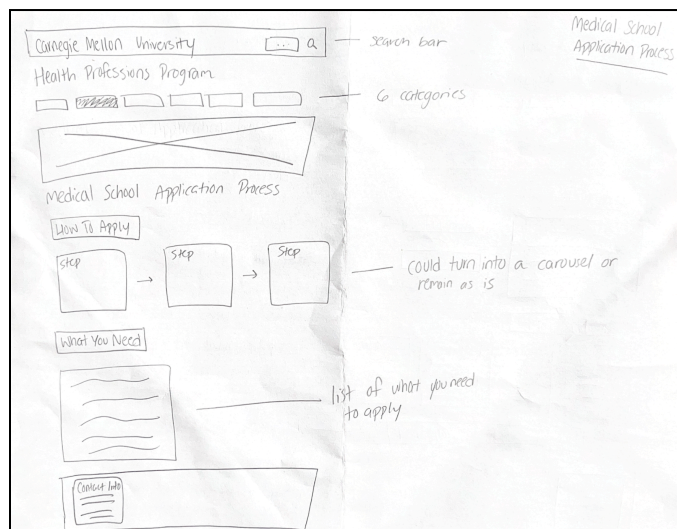 Carnegie Mellon University ...
search bar
Medical School
Application Process
Health Professions Program
6 categories
Medical School Application Process
How To Apply
Step
Step
Step
could turn into a carousel or
remain as is
What You Need
list of what you need
to apply
Contact Info